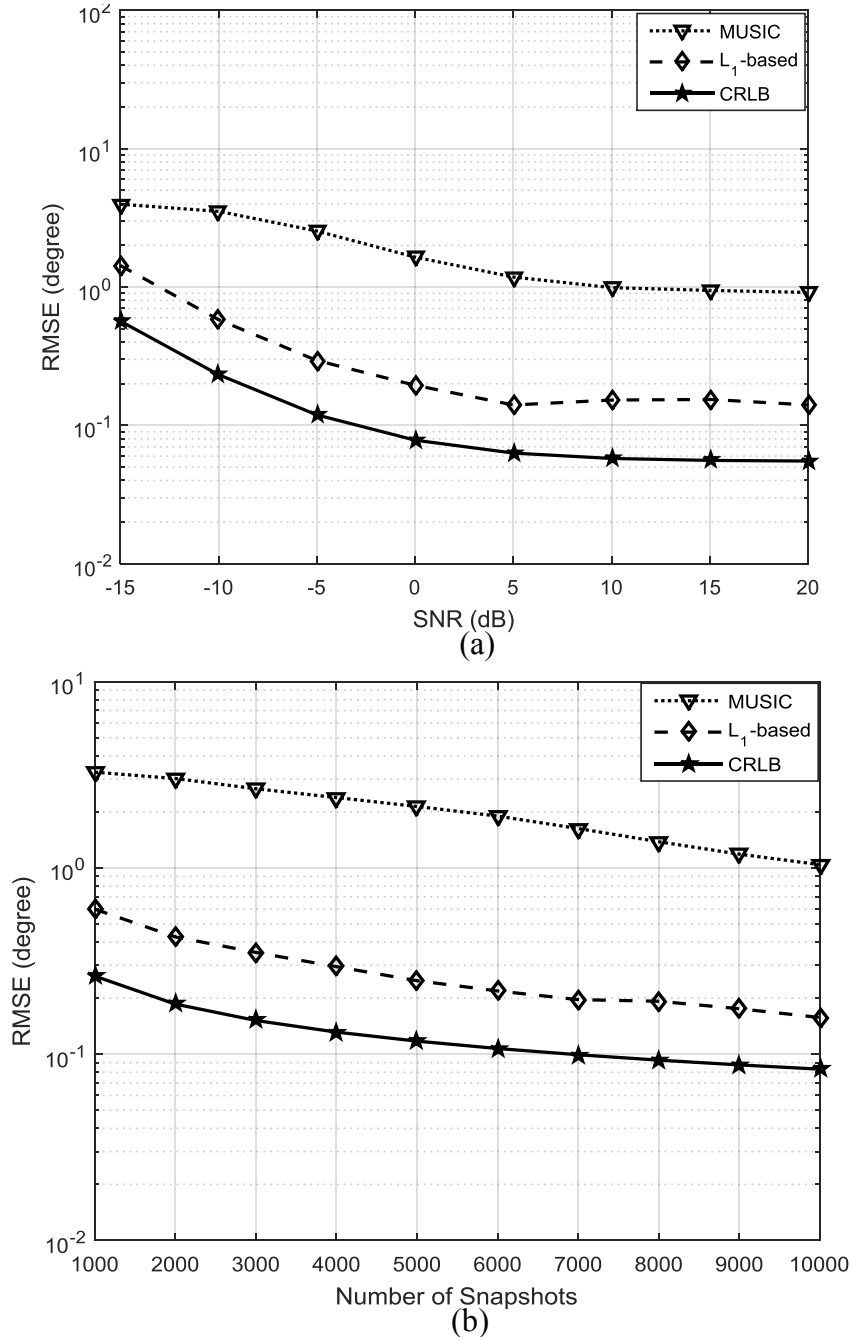 10^2
MUSIC
L_1-based
CRLB
10^1
10^0
10^-1
10^-2
RMSE (degree)
-15 -10 -5 0 5 10 15 20
SNR (dB)
(a)
10^1
MUSIC
L_1-based
CRLB
10^0
10^-1
10^-2
RMSE (degree)
1000 2000 3000 4000 5000 6000 7000 8000 9000 10000
Number of Snapshots
(b)